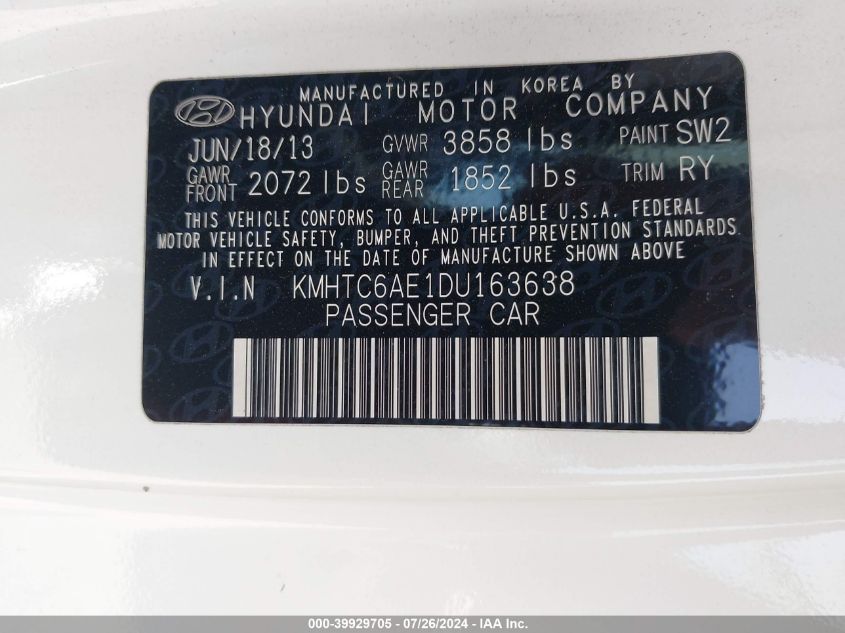 MANUFACTURED IN KOREA BY
HYUNDAI MOTOR COMPANY
JUN/18/13 GVWR 3858 lbs PAINT SW2
GAWR FRONT 2072 lbs GAWR REAR 1852 lbs TRIM RY
THIS VEHICLE CONFORMS TO ALL APPLICABLE U.S.A. FEDERAL
MOTOR VEHICLE SAFETY, BUMPER, AND THEFT PREVENTION STANDARDS
IN EFFECT ON THE DATE OF MANUFACTURE SHOWN ABOVE
V.I.N KMHTC6AE1DU163638
PASSENGER CAR
000-39929705 - 07/26/2024 - IAA Inc.